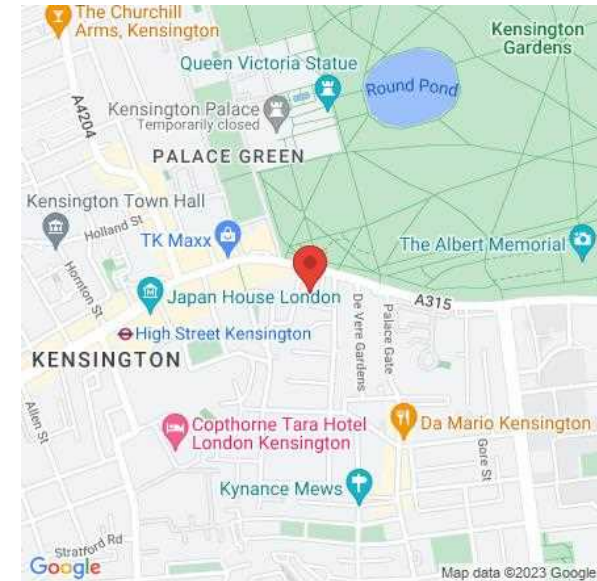 The Churchill
Arms, Kensington
Kensington
Gardens
Queen Victoria Statue
Round Pond
A4204
Kensington Palace
Temporarily closed
PALACE GREEN
Kensington Town Hall
Holland St
TK Maxx
The Albert Memorial
Hornton St
Japan House London
A315
De Vere Gardens
Palace Gate
High Street Kensington
KENSINGTON
Allen St
Copthorne Tara Hotel
London Kensington
Da Mario Kensington
Gore St
Kynance Mews
Stratford Rd
Google
Map data ©2023 Google